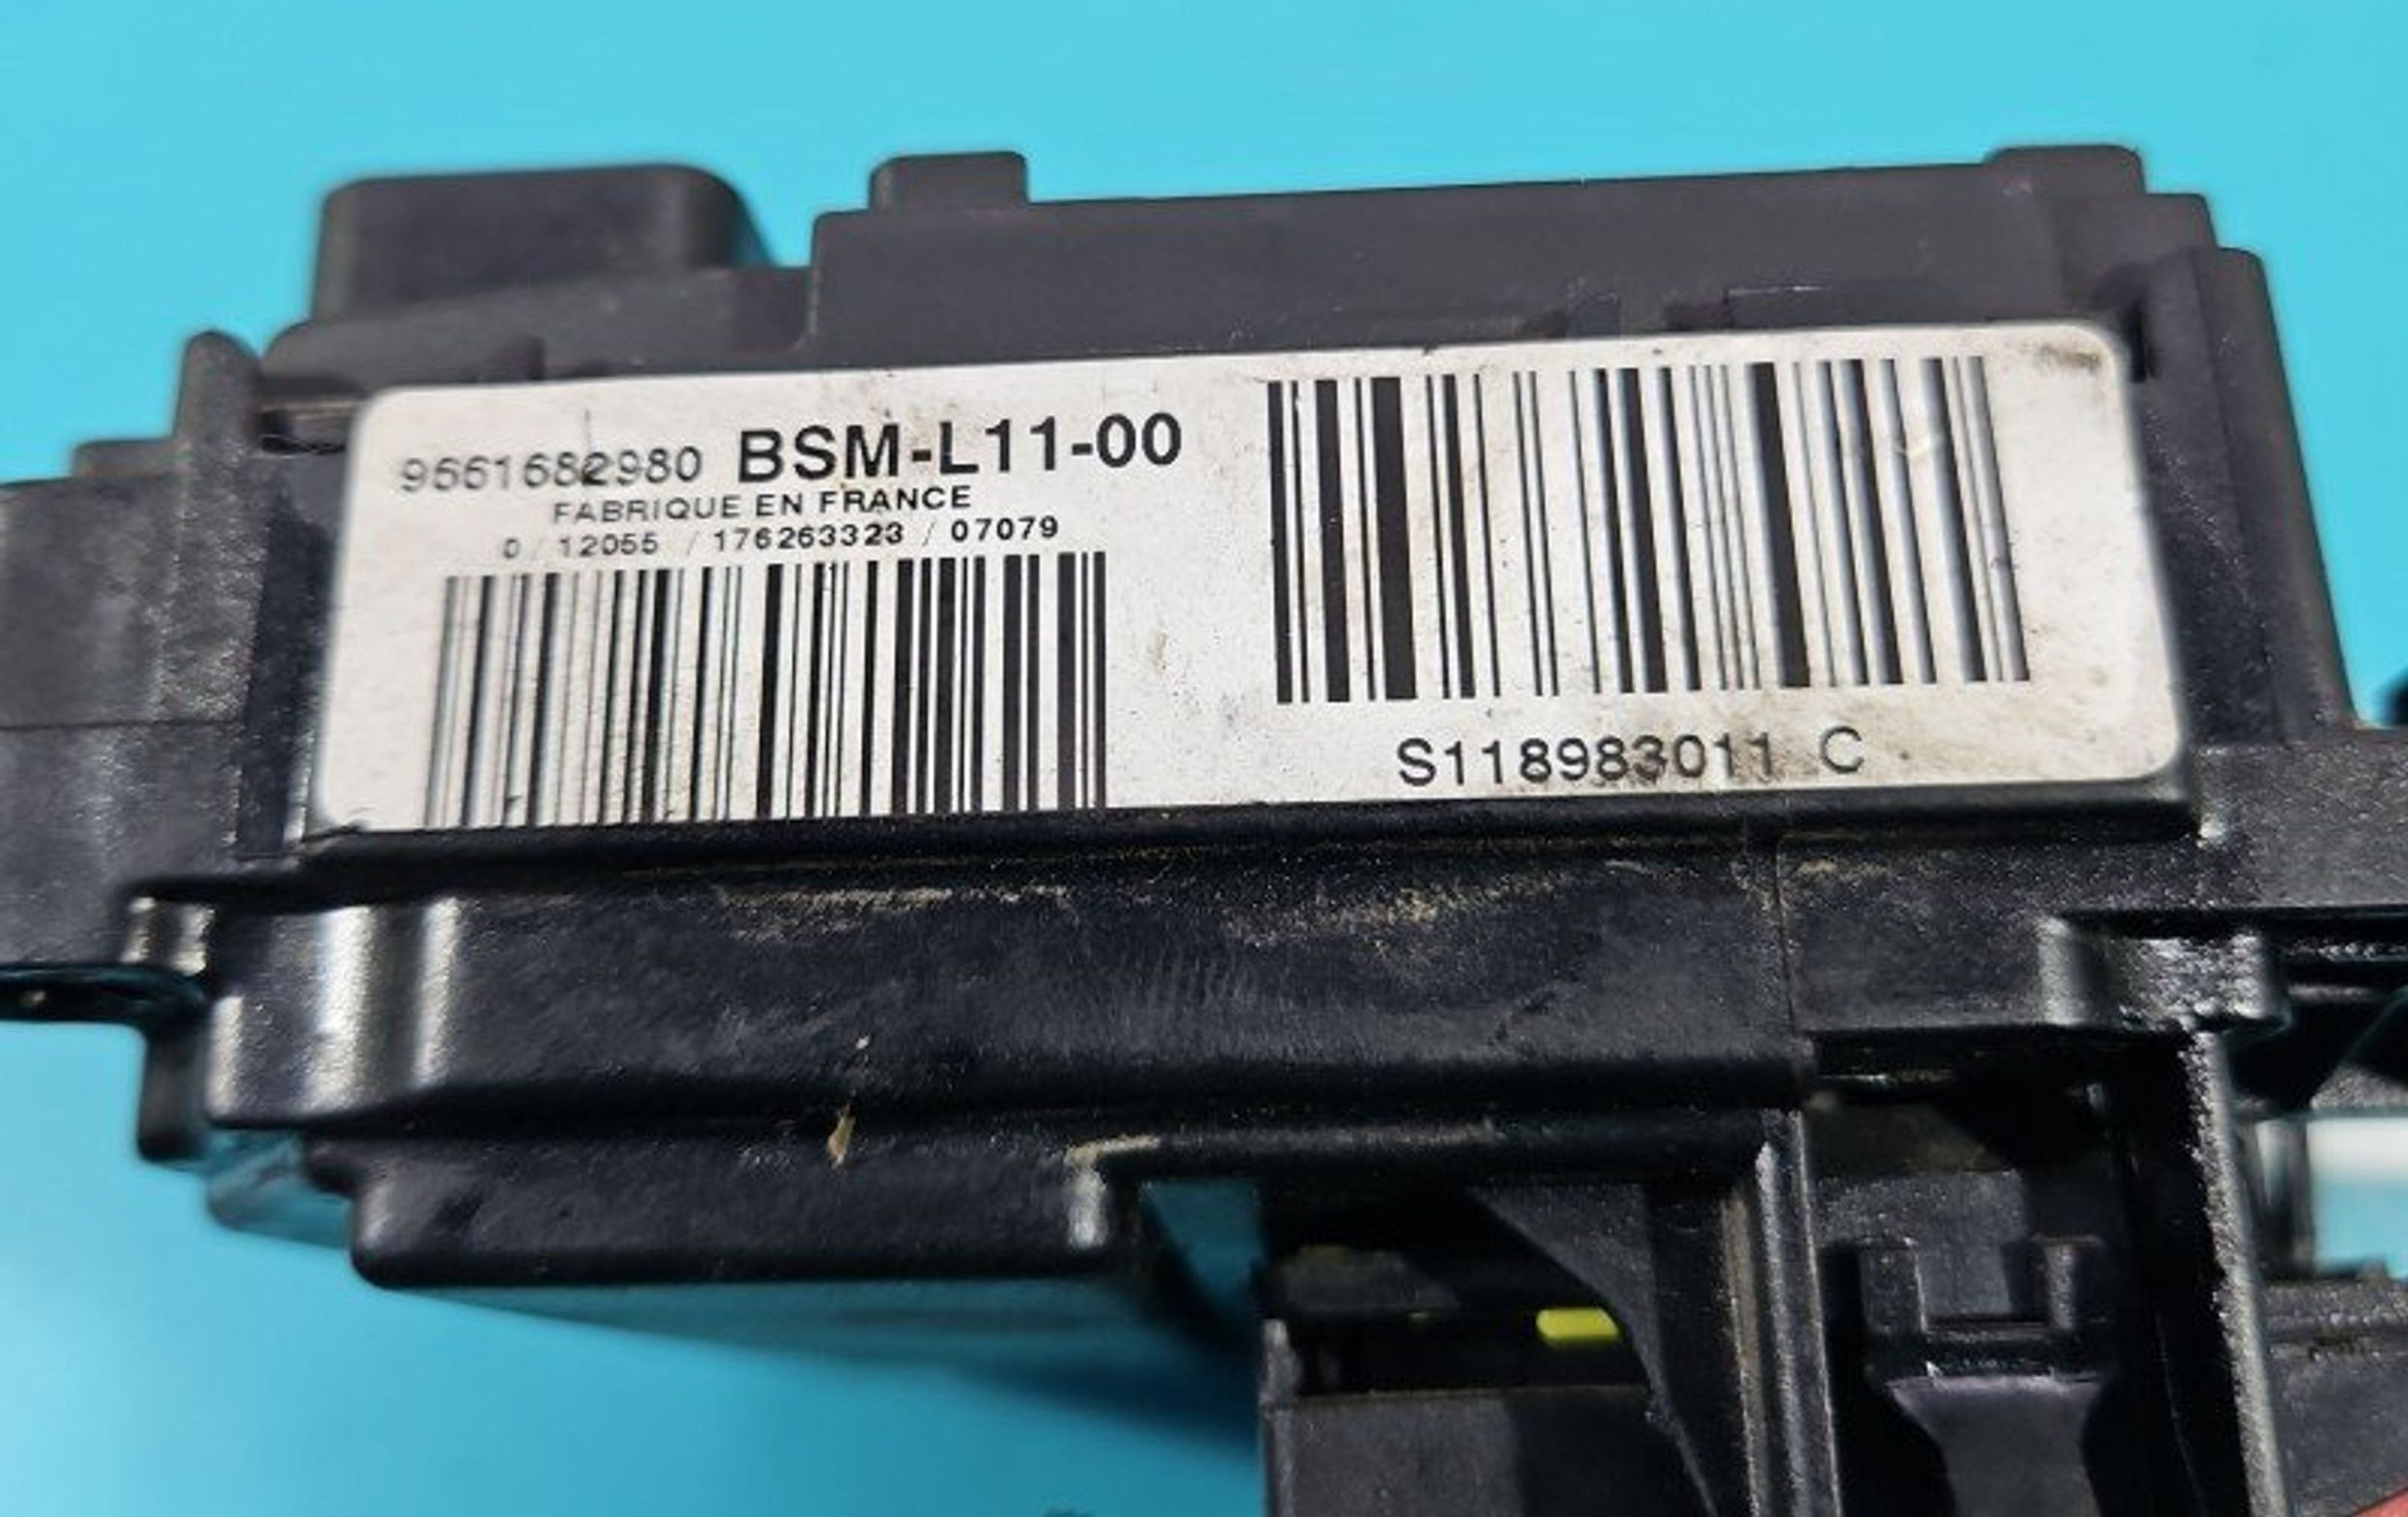 9661682980 BSM-L11-00
FABRIQUE EN FRANCE
0 / 12055 / 176263323 / 07079
S118983011 C